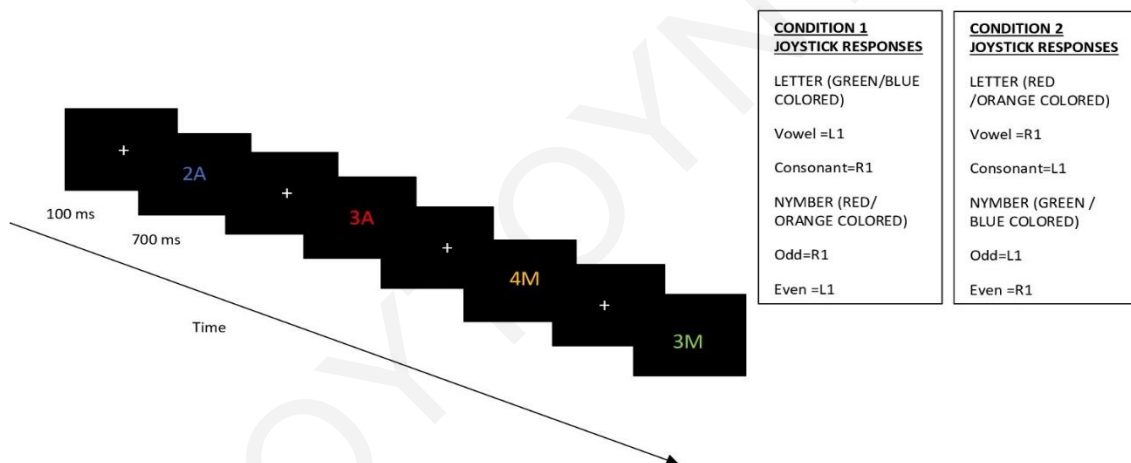 +
2A
+
3A
+
4M
+
3M
100 ms
700 ms
Time
CONDITION 1
JOYSTICK RESPONSES
LETTER (GREEN/BLUE
COLORED)
Vowel =L1
Consonant=R1
NYMBER (RED/
ORANGE COLORED)
Odd=R1
Even =L1
CONDITION 2
JOYSTICK RESPONSES
LETTER (RED
/ORANGE COLORED)
Vowel =R1
Consonant=L1
NYMBER (GREEN /
BLUE COLORED)
Odd=L1
Even =R1